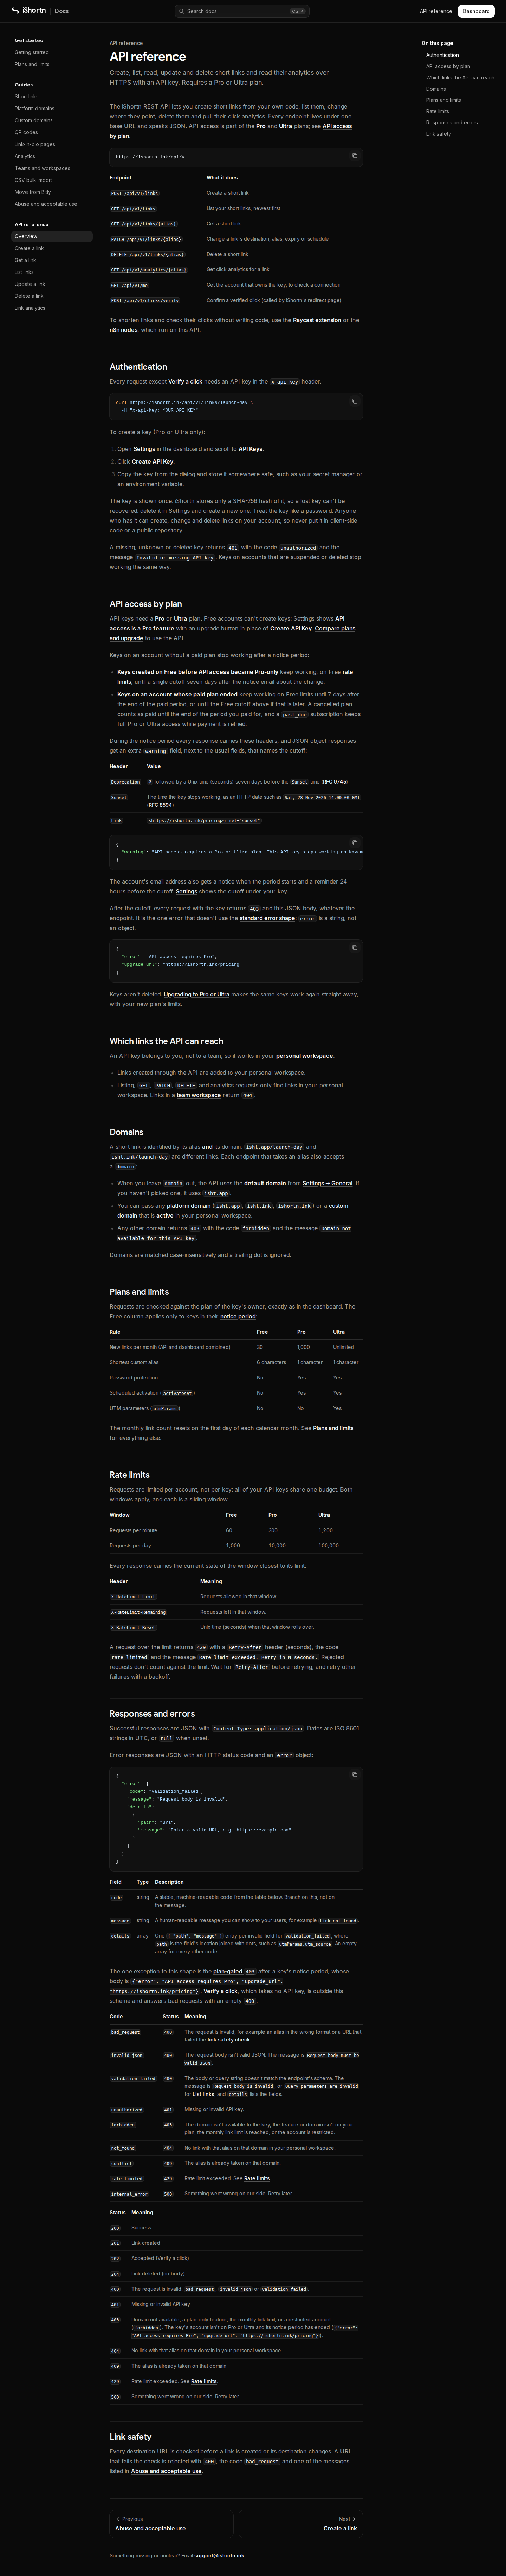 iShortn
Docs
Search docs
Ctrl K
API reference
Dashboard
Get started
Getting started
Plans and limits
Guides
Short links
Platform domains
Custom domains
QR codes
Link-in-bio pages
Analytics
Teams and workspaces
CSV bulk import
Move from Bitly
Abuse and acceptable use
API reference
Overview
Create a link
Get a link
List links
Update a link
Delete a link
Link analytics
On this page
Authentication
API access by plan
Which links the API can reach
Domains
Plans and limits
Rate limits
Responses and errors
Link safety
API reference
API reference
Create, list, read, update and delete short links and read their analytics over
HTTPS with an API key. Requires a Pro or Ultra plan.
The iShortn REST API lets you create short links from your own code, list them, change
where they point, delete them and pull their click analytics. Every endpoint lives under one
base URL and speaks JSON. API access is part of the Pro and Ultra plans; see API access
by plan.
https://ishortn.ink/api/v1
Endpoint What it does
POST /api/v1/links Create a short link
GET /api/v1/links List your short links, newest first
GET /api/v1/links/{alias} Get a short link
PATCH /api/v1/links/{alias} Change a link's destination, alias, expiry or schedule
DELETE /api/v1/links/{alias} Delete a short link
GET /api/v1/analytics/{alias} Get click analytics for a link
GET /api/v1/me Get the account that owns the key, to check a connection
POST /api/v1/clicks/verify Confirm a verified click (called by iShortn's redirect page)
To shorten links and check their clicks without writing code, use the Raycast extension or the
n8n nodes, which run on this API.
Authentication
Every request except Verify a click needs an API key in the x-api-key header.
curl https://ishortn.ink/api/v1/links/launch-day \
-H "x-api-key: YOUR_API_KEY"
To create a key (Pro or Ultra only):
1. Open Settings in the dashboard and scroll to API Keys.
2. Click Create API Key.
3. Copy the key from the dialog and store it somewhere safe, such as your secret manager or
an environment variable.
The key is shown once. iShortn stores only a SHA-256 hash of it, so a lost key can't be
recovered: delete it in Settings and create a new one. Treat the key like a password. Anyone
who has it can create, change and delete links on your account, so never put it in client-side
code or a public repository.
A missing, unknown or deleted key returns 401 with the code unauthorized and the
message Invalid or missing API key. Keys on accounts that are suspended or deleted stop
working the same way.
API access by plan
API keys need a Pro or Ultra plan. Free accounts can't create keys: Settings shows API
access is a Pro feature with an upgrade button in place of Create API Key. Compare plans
and upgrade to use the API.
Keys on an account without a paid plan stop working after a notice period:
• Keys created on Free before API access became Pro-only keep working, on Free rate
limits, until a single cutoff seven days after the notice email about the change.
• Keys on an account whose paid plan ended keep working on Free limits until 7 days after
the end of the paid period, or until the Free cutoff above if that is later. A cancelled plan
counts as paid until the end of the period you paid for, and a past_due subscription keeps
full Pro or Ultra access while payment is retried.
During the notice period every response carries these headers, and JSON object responses
get an extra warning field, next to the usual fields, that names the cutoff:
Header Value
Deprecation @ followed by a Unix time (seconds) seven days before the Sunset time (RFC 9745)
Sunset The time the key stops working, as an HTTP date such as Sat, 28 Nov 2026 14:00:00 GMT
(RFC 8594)
Link <https://ishortn.ink/pricing>; rel="sunset"
{
"warning": "API access requires a Pro or Ultra plan. This API key stops working on Novem
}
The account's email address also gets a notice when the period starts and a reminder 24
hours before the cutoff. Settings shows the cutoff under your key.
After the cutoff, every request with the key returns 403 and this JSON body, whatever the
endpoint. It is the one error that doesn't use the standard error shape: error is a string, not
an object.
{
"error": "API access requires Pro",
"upgrade_url": "https://ishortn.ink/pricing"
}
Keys aren't deleted. Upgrading to Pro or Ultra makes the same keys work again straight away,
with your new plan's limits.
Which links the API can reach
An API key belongs to you, not to a team, so it works in your personal workspace:
• Links created through the API are added to your personal workspace.
• Listing, GET, PATCH, DELETE and analytics requests only find links in your personal
workspace. Links in a team workspace return 404.
Domains
A short link is identified by its alias and its domain: isht.app/launch-day and
isht.ink/launch-day are different links. Each endpoint that takes an alias also accepts
a domain:
• When you leave domain out, the API uses the default domain from Settings → General. If
you haven't picked one, it uses isht.app.
• You can pass any platform domain (isht.app, isht.ink, ishortn.ink) or a custom
domain that is active in your personal workspace.
• Any other domain returns 403 with the code forbidden and the message Domain not
available for this API key.
Domains are matched case-insensitively and a trailing dot is ignored.
Plans and limits
Requests are checked against the plan of the key's owner, exactly as in the dashboard. The
Free column applies only to keys in their notice period:
Rule Free Pro Ultra
New links per month (API and dashboard combined) 30 1,000 Unlimited
Shortest custom alias 6 characters 1 character 1 character
Password protection No Yes Yes
Scheduled activation (activatesAt) No Yes Yes
UTM parameters (utmParams) No No Yes
The monthly link count resets on the first day of each calendar month. See Plans and limits
for everything else.
Rate limits
Requests are limited per account, not per key: all of your API keys share one budget. Both
windows apply, and each is a sliding window.
Window Free Pro Ultra
Requests per minute 60 300 1,200
Requests per day 1,000 10,000 100,000
Every response carries the current state of the window closest to its limit:
Header Meaning
X-RateLimit-Limit Requests allowed in that window.
X-RateLimit-Remaining Requests left in that window.
X-RateLimit-Reset Unix time (seconds) when that window rolls over.
A request over the limit returns 429 with a Retry-After header (seconds), the code
rate_limited and the message Rate limit exceeded. Retry in N seconds. Rejected
requests don't count against the limit. Wait for Retry-After before retrying, and retry other
failures with a backoff.
Responses and errors
Successful responses are JSON with Content-Type: application/json. Dates are ISO 8601
strings in UTC, or null when unset.
Error responses are JSON with an HTTP status code and an error object:
{
"error": {
"code": "validation_failed",
"message": "Request body is invalid",
"details": [
{
"path": "url",
"message": "Enter a valid URL, e.g. https://example.com"
}
]
}
}
Field Type Description
code string A stable, machine-readable code from the table below. Branch on this, not on
the message.
message string A human-readable message you can show to your users, for example Link not found.
details array One { "path", "message" } entry per invalid field for validation_failed, where
path is the field's location joined with dots, such as utmParams.utm_source. An empty
array for every other code.
The one exception to this shape is the plan-gated 403 after a key's notice period, whose
body is {"error": "API access requires Pro", "upgrade_url":
"https://ishortn.ink/pricing"}. Verify a click, which takes no API key, is outside this
scheme and answers bad requests with an empty 400.
Code Status Meaning
bad_request 400 The request is invalid, for example an alias in the wrong format or a URL that
failed the link safety check.
invalid_json 400 The request body isn't valid JSON. The message is Request body must be
valid JSON.
validation_failed 400 The body or query string doesn't match the endpoint's schema. The
message is Request body is invalid, or Query parameters are invalid
for List links, and details lists the fields.
unauthorized 401 Missing or invalid API key.
forbidden 403 The domain isn't available to the key, the feature or domain isn't on your
plan, the monthly link limit is reached, or the account is restricted.
not_found 404 No link with that alias on that domain in your personal workspace.
conflict 409 The alias is already taken on that domain.
rate_limited 429 Rate limit exceeded. See Rate limits.
internal_error 500 Something went wrong on our side. Retry later.
Status Meaning
200 Success
201 Link created
202 Accepted (Verify a click)
204 Link deleted (no body)
400 The request is invalid: bad_request, invalid_json or validation_failed.
401 Missing or invalid API key
403 Domain not available, a plan-only feature, the monthly link limit, or a restricted account
(forbidden). The key's account isn't on Pro or Ultra and its notice period has ended ({"error":
"API access requires Pro", "upgrade_url": "https://ishortn.ink/pricing"}).
404 No link with that alias on that domain in your personal workspace
409 The alias is already taken on that domain
429 Rate limit exceeded. See Rate limits.
500 Something went wrong on our side. Retry later.
Link safety
Every destination URL is checked before a link is created or its destination changes. A URL
that fails the check is rejected with 400, the code bad_request and one of the messages
listed in Abuse and acceptable use.
Previous
Abuse and acceptable use
Next
Create a link
Something missing or unclear? Email support@ishortn.ink.